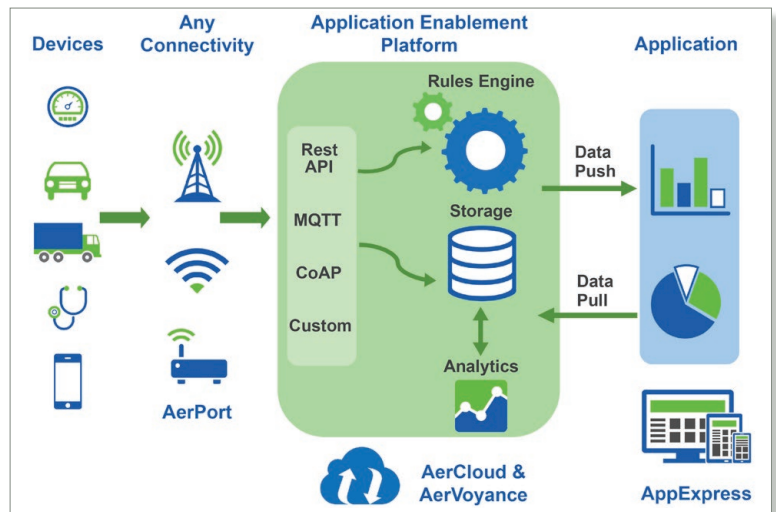 Devices
Any
Connectivity
Application Enablement
Platform
Application
Rules Engine
Rest
API
MQTT
CoAP
Custom
Storage
Analytics
Data
Push
Data
Pull
AerPort
AerCloud &
AerVoyance
AppExpress